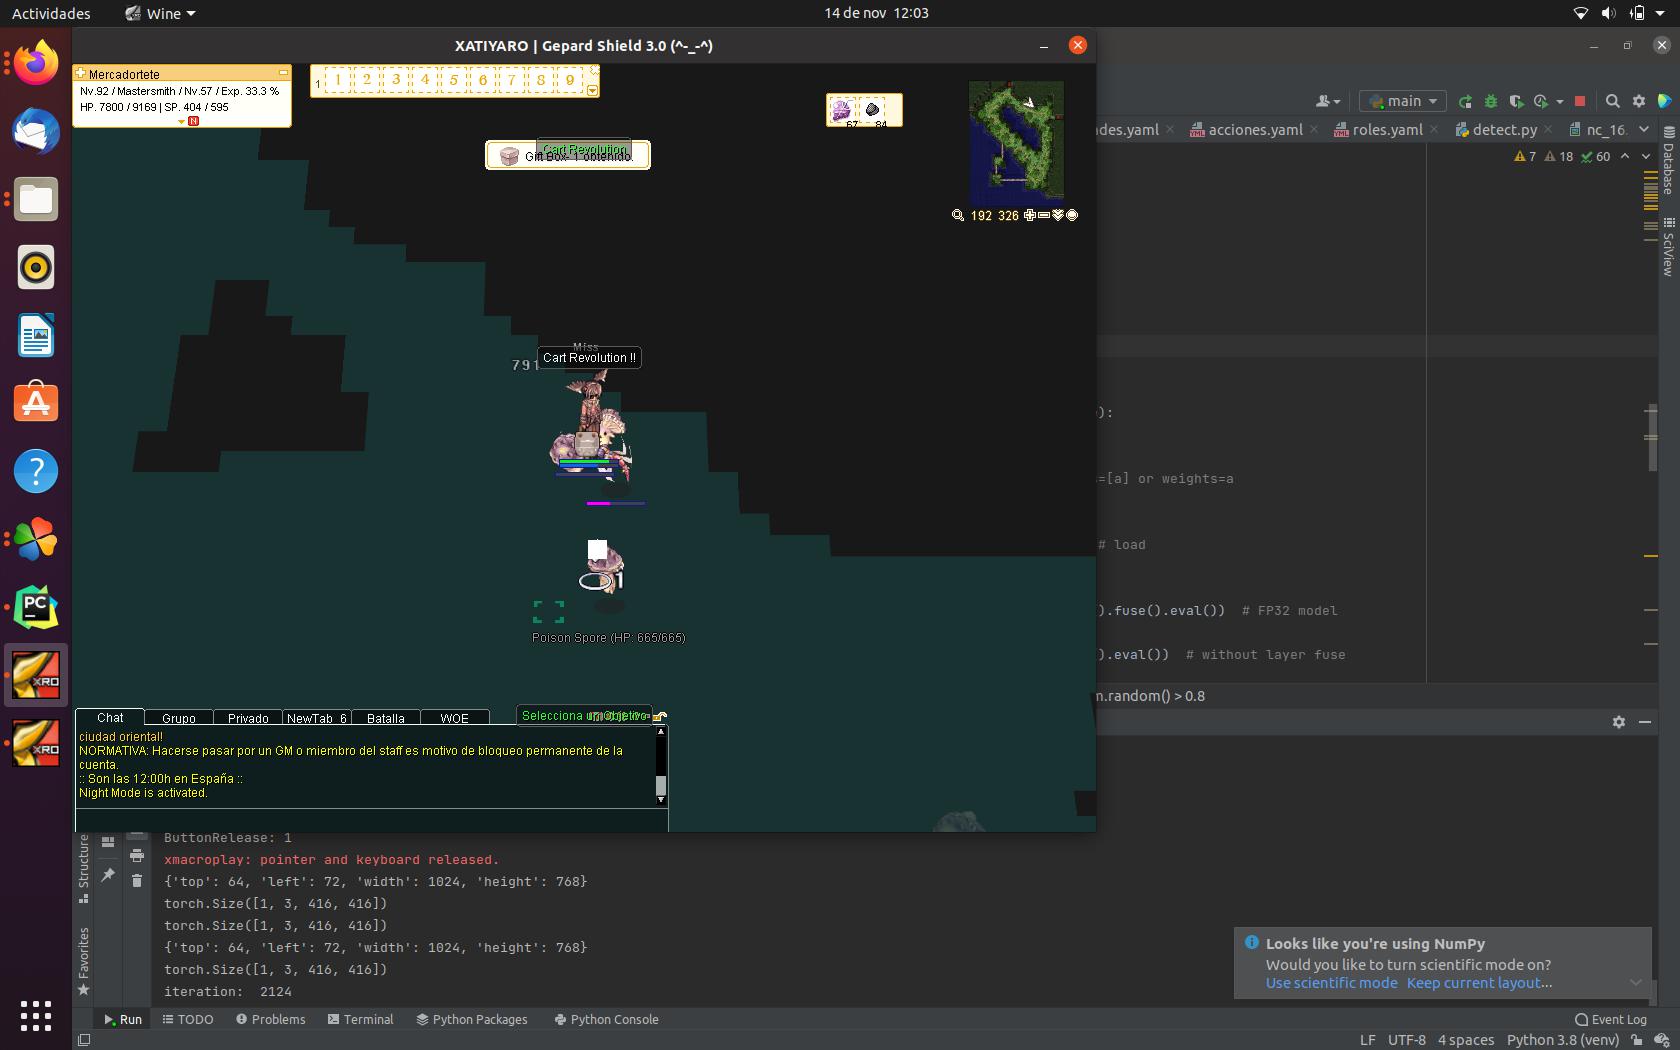 Actividades
Wine
14 de nov 12:03
XATIYARO | Gepard Shield 3.0 (^-_-^)
Mercadortete
Nv.92 / Mastersmith / Nv.57 / Exp. 33.3 %
HP. 7800 / 9169 | SP. 404 / 595
N
1 1 2 3 4 5 6 7 8 9
67 84
Cart Revolution
Gift Box- 1 obtenido.
192 326
Miss
791
Cart Revolution !!
1
Poison Spore (HP: 665/665)
Selecciona un objetivo
Chat Grupo Privado NewTab_6 Batalla WOE
ciudad oriental!
NORMATIVA: Hacerse pasar por un GM o miembro del staff es motivo de bloqueo permanente de la
cuenta.
:: Son las 12:00h en España ::
Night Mode is activated.
main
des.yaml acciones.yaml roles.yaml detect.py nc_16.
7 18 60
Database
SciView
):
s=[a] or weights=a
# load
).fuse().eval()) # FP32 model
).eval()) # without layer fuse
m.random() > 0.8
PC
XRO
XRO
Structure
Favorites
ButtonRelease: 1
xmacroplay: pointer and keyboard released.
{'top': 64, 'left': 72, 'width': 1024, 'height': 768}
torch.Size([1, 3, 416, 416])
torch.Size([1, 3, 416, 416])
{'top': 64, 'left': 72, 'width': 1024, 'height': 768}
torch.Size([1, 3, 416, 416])
iteration: 2124
Looks like you're using NumPy
Would you like to turn scientific mode on?
Use scientific mode Keep current layout...
Run TODO Problems Terminal Python Packages Python Console
Event Log
LF UTF-8 4 spaces Python 3.8 (venv)